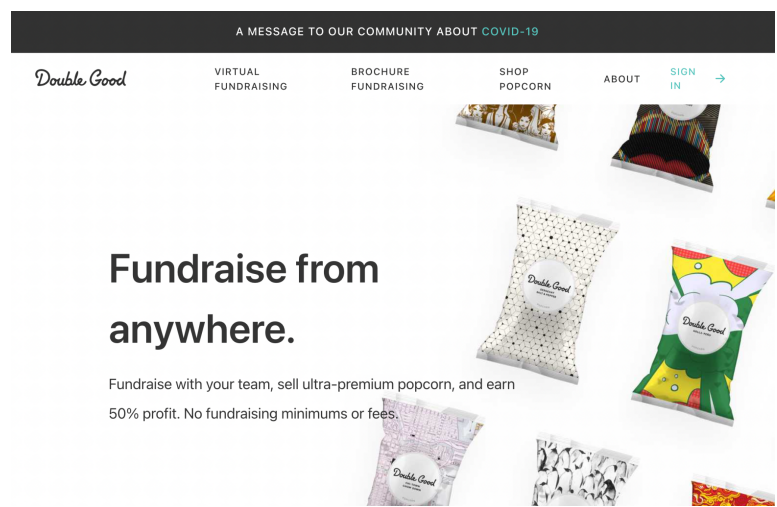 A MESSAGE TO OUR COMMUNITY ABOUT COVID-19
Double Good
VIRTUAL
FUNDRAISING
BROCHURE
FUNDRAISING
SHOP
POPCORN
ABOUT
SIGN
IN
Fundraise from
anywhere.
Fundraise with your team, sell ultra-premium popcorn, and earn
50% profit. No fundraising minimums or fees.
Double Good
Double Good
Double Good